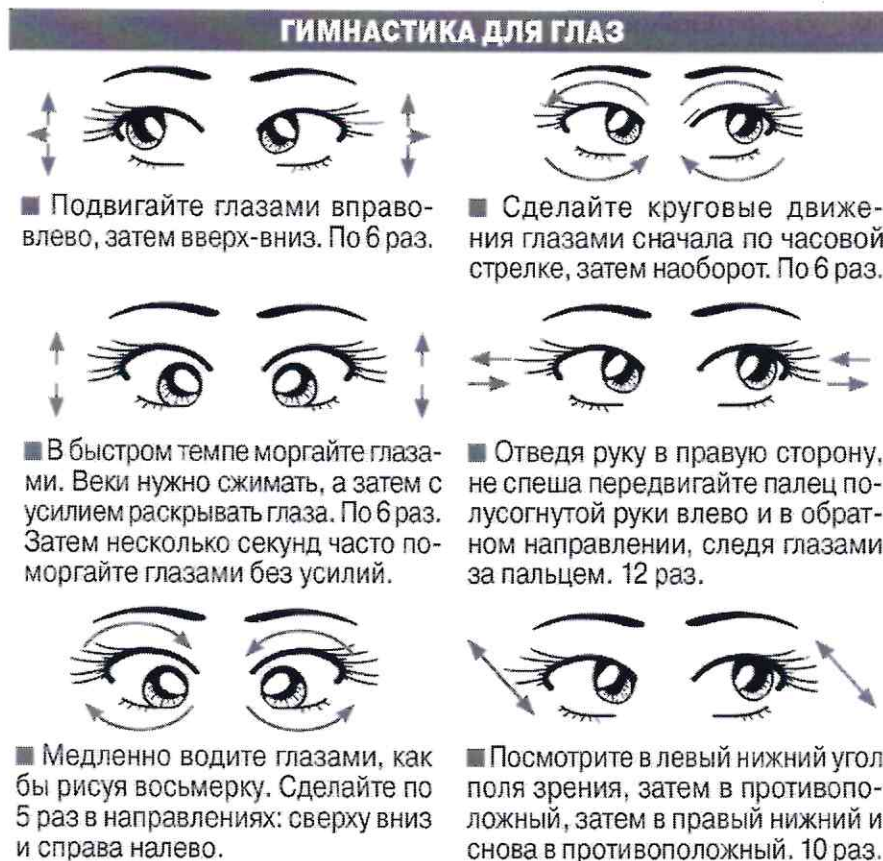 ГИМНАСТИКА ДЛЯ ГЛАЗ
■ Подвигайте глазами вправо-
влево, затем вверх-вниз. По 6 раз.
■ Сделайте круговые движе-
ния глазами сначала по часовой
стрелке, затем наоборот. По 6 раз.
■ В быстром темпе моргайте глаза-
ми. Веки нужно сжимать, а затем с
усилием раскрывать глаза. По 6 раз.
Затем несколько секунд часто по-
моргайте глазами без усилий.
■ Отведя руку в правую сторону,
не спеша передвигайте палец по-
лусогнутой руки влево и в обрат-
ном направлении, следя глазами
за пальцем. 12 раз.
■ Медленно водите глазами, как
бы рисуя восьмерку. Сделайте по
5 раз в направлениях: сверху вниз
и справа налево.
■ Посмотрите в левый нижний угол
поля зрения, затем в противопо-
ложный, затем в правый нижний и
снова в противоположный. 10 раз.